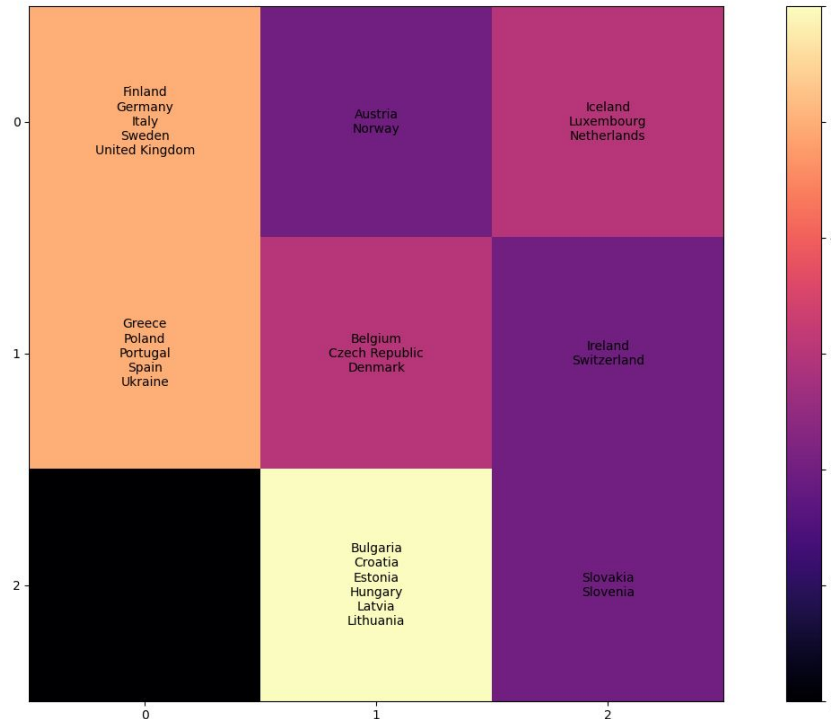 0
Finland
Germany
Italy
Sweden
United Kingdom
Austria
Norway
Iceland
Luxembourg
Netherlands
1
Greece
Poland
Portugal
Spain
Ukraine
Belgium
Czech Republic
Denmark
Ireland
Switzerland
2
Bulgaria
Croatia
Estonia
Hungary
Latvia
Lithuania
Slovakia
Slovenia
0 1 2